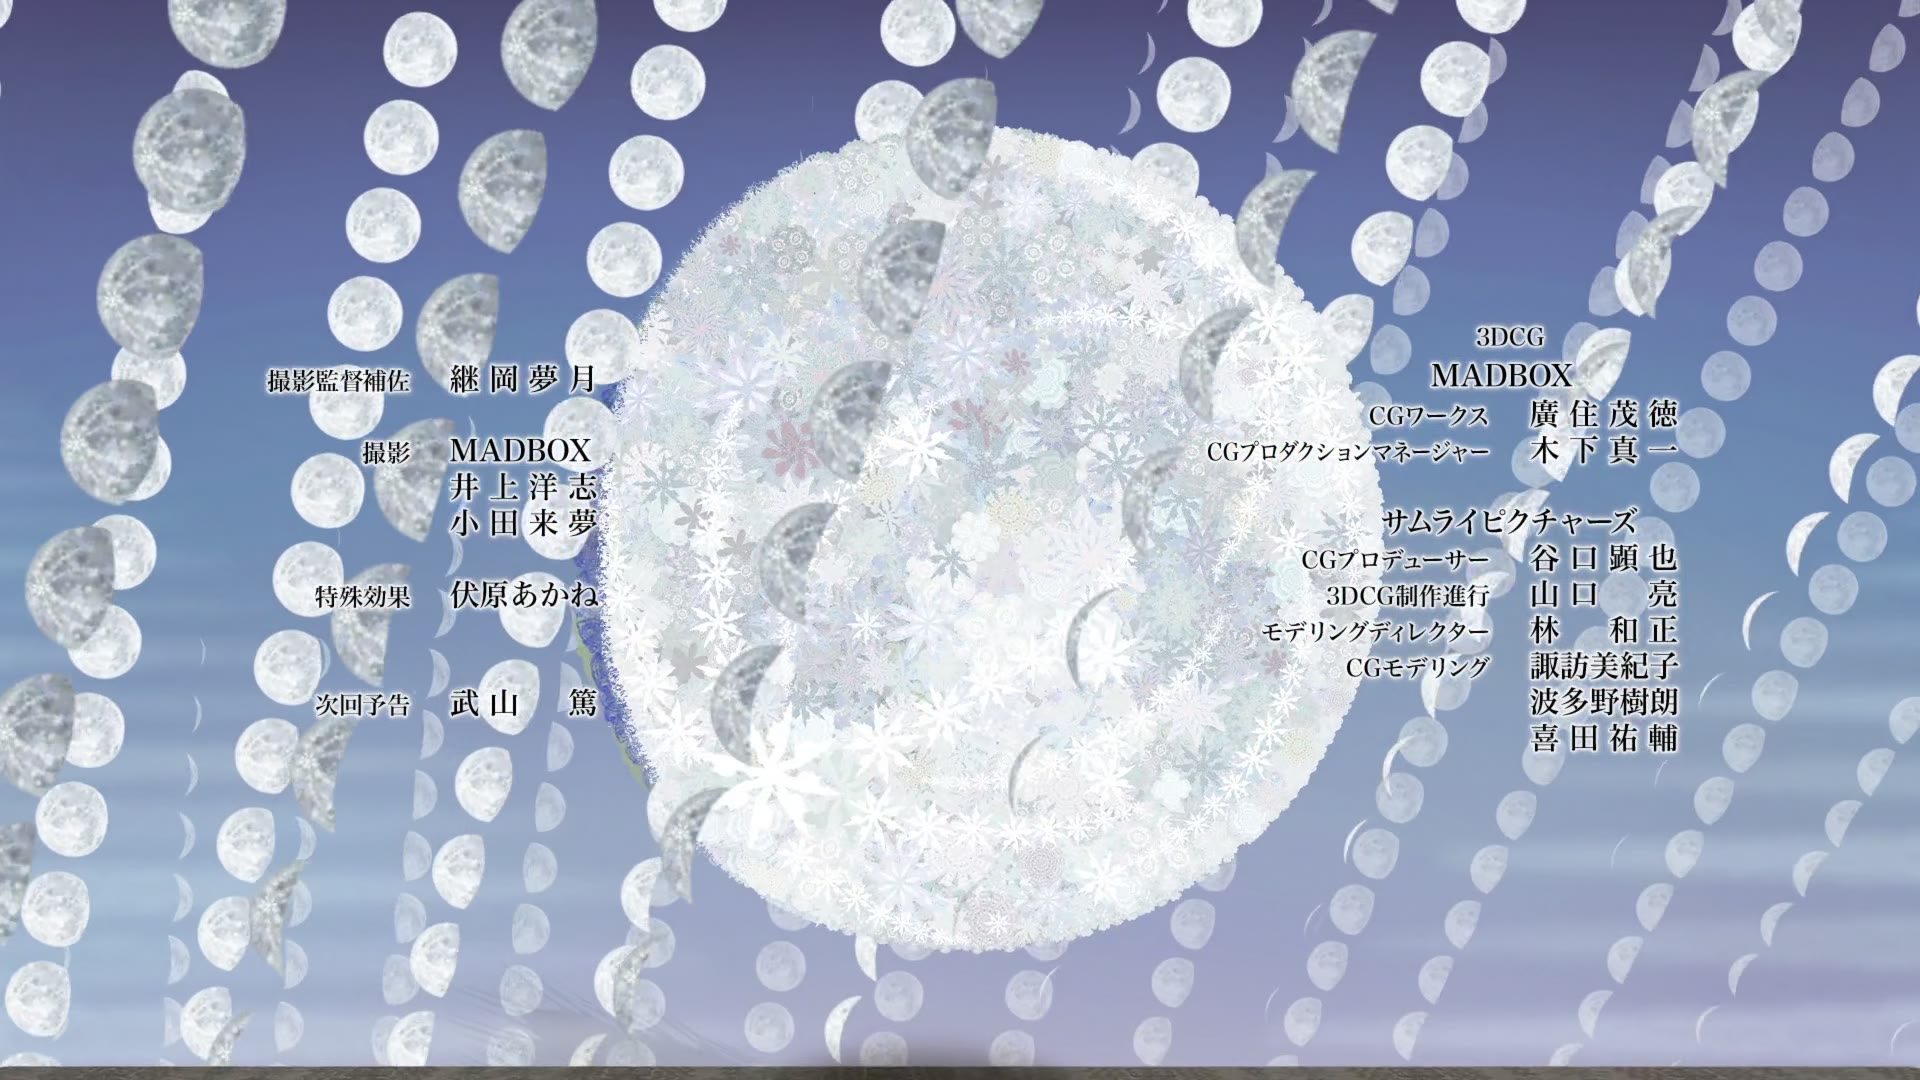 撮影監督補佐 継岡夢月
撮影 MADBOX
井上洋志
小田来夢
特殊効果 伏原あかね
次回予告 武山 篤
3DCG
MADBOX
CGワークス 廣住茂徳
CGプロダクションマネージャー 木下真一
サムライピクチャーズ
CGプロデューサー 谷口顕也
3DCG制作進行 山口 亮
モデリングディレクター 林 和正
CGモデリング 諏訪美紀子
波多野樹朗
喜田祐輔